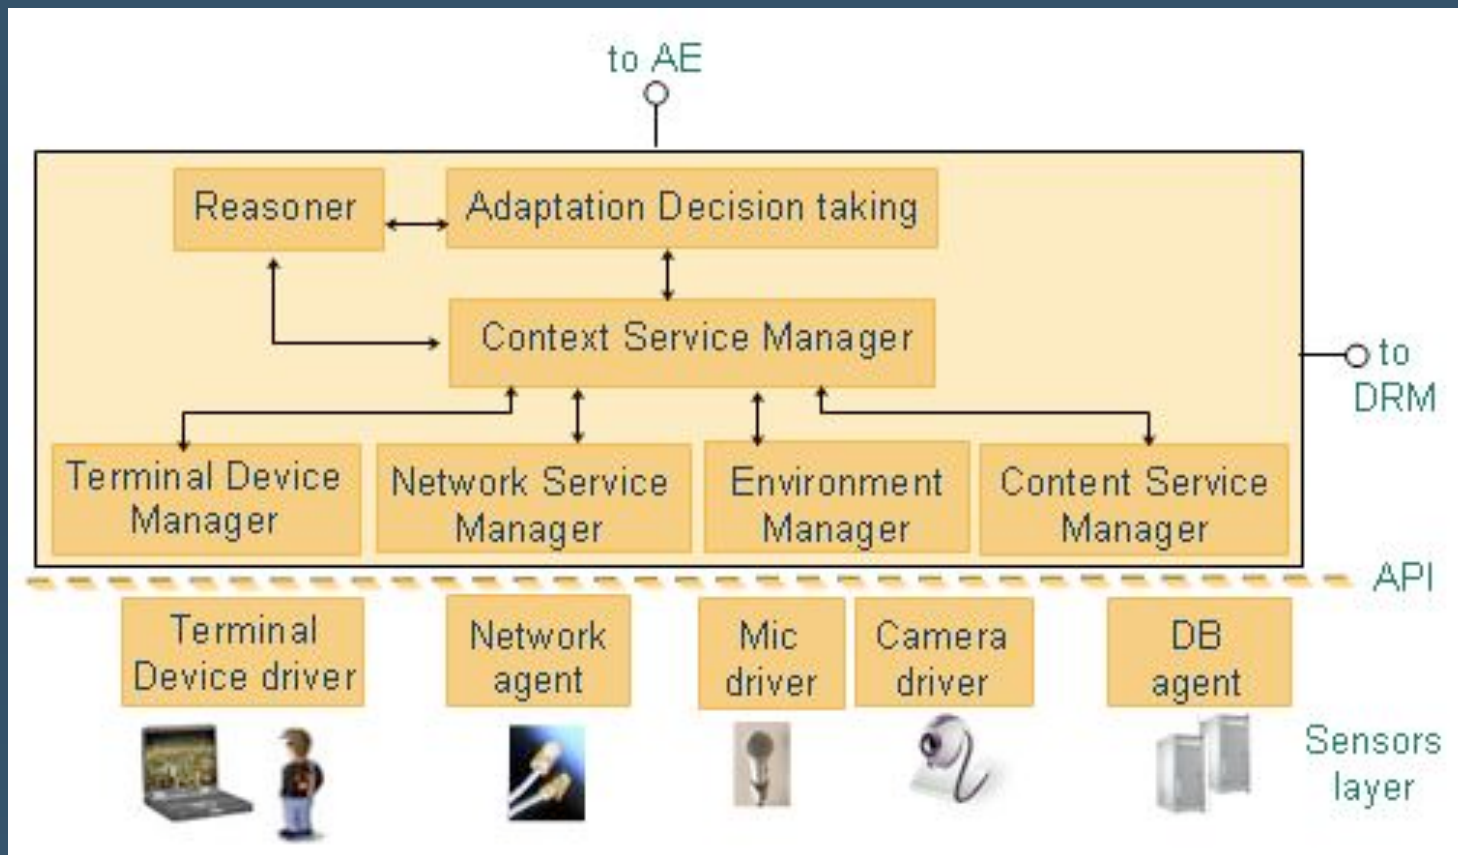 to AE
Reasoner
Adaptation Decision taking
Context Service Manager
to
DRM
Terminal Device
Manager
Network Service
Manager
Environment
Manager
Content Service
Manager
API
Terminal
Device driver
Network
agent
Mic
driver
Camera
driver
DB
agent
Sensors
layer